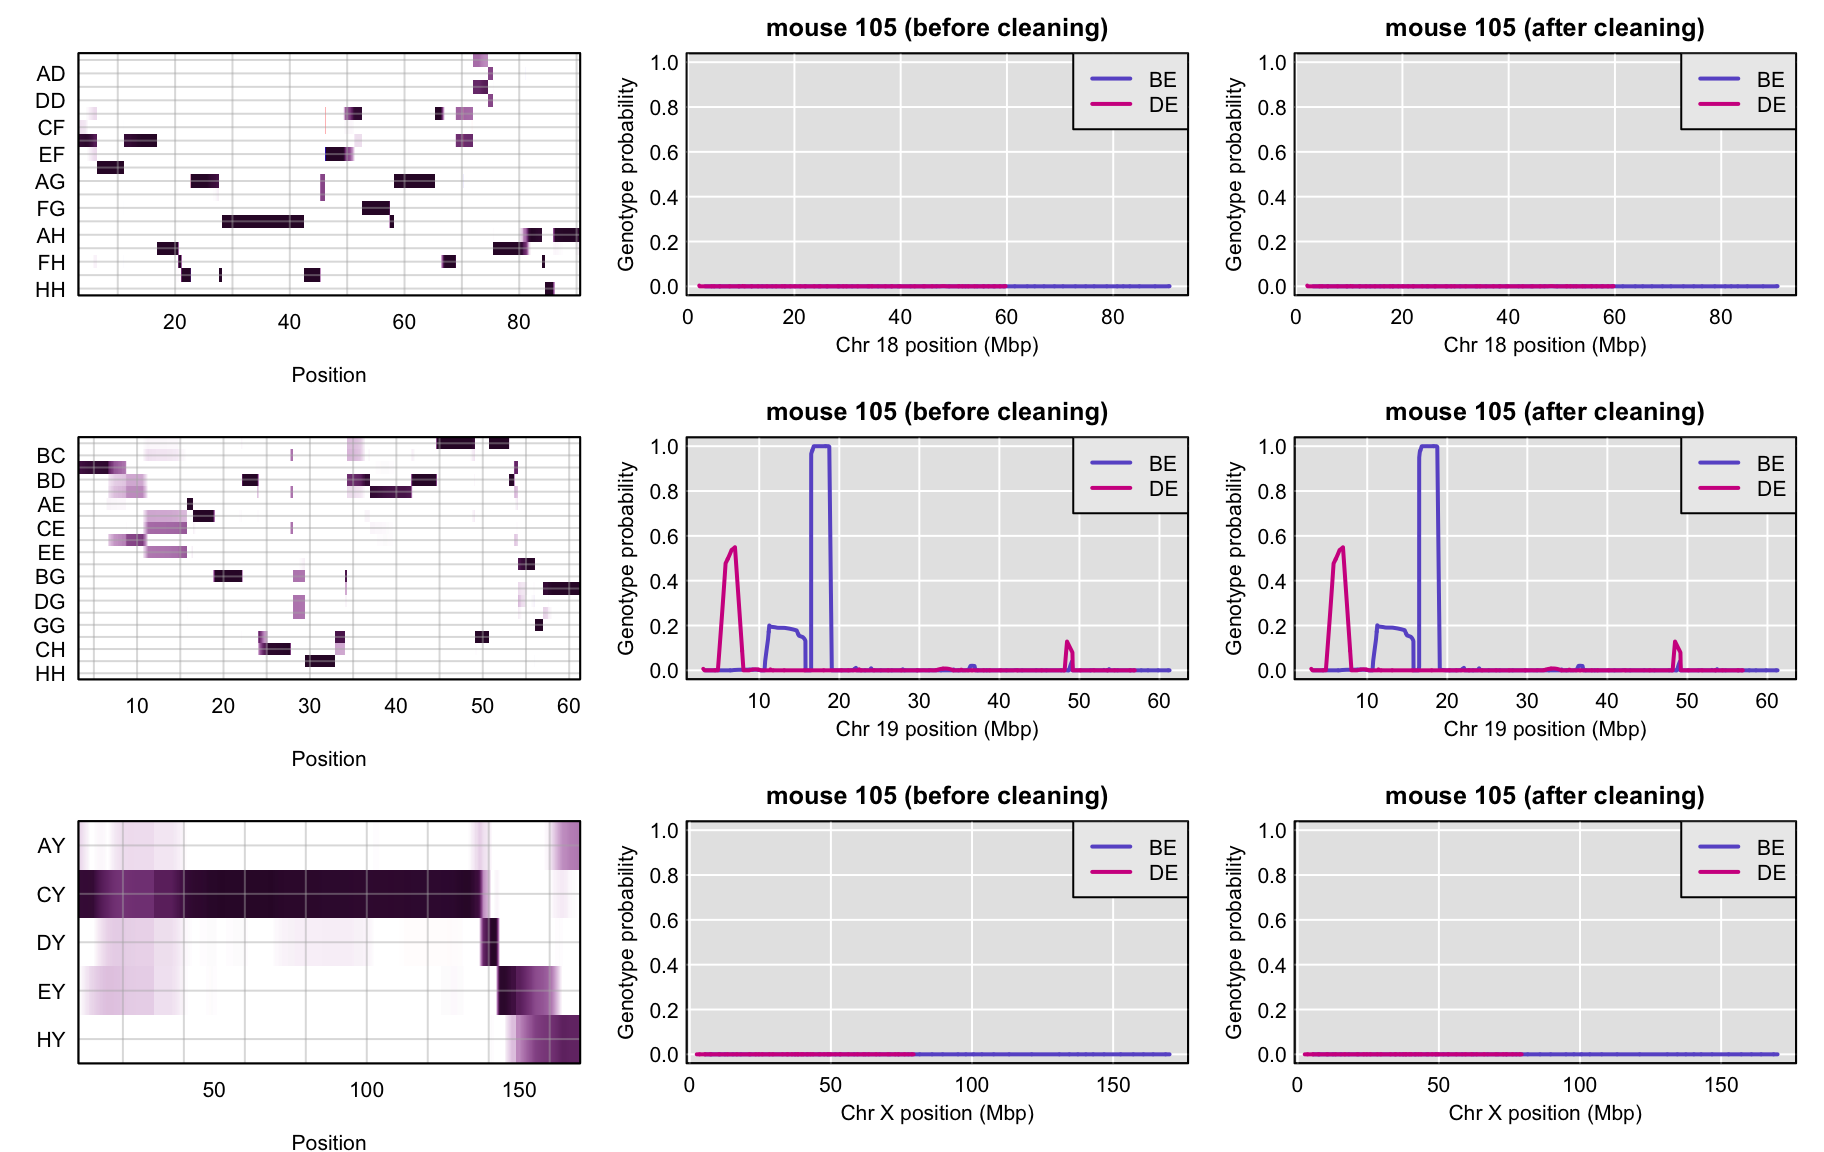 AD
DD
CF
EF
AG
FG
AH
FH
HH
20 40 60 80
Position
mouse 105 (before cleaning)
Genotype probability
1.0
0.8
0.6
0.4
0.2
0.0
BE
DE
0 20 40 60 80
Chr 18 position (Mbp)
mouse 105 (after cleaning)
Genotype probability
1.0
0.8
0.6
0.4
0.2
0.0
BE
DE
0 20 40 60 80
Chr 18 position (Mbp)
BC
BD
AE
CE
EE
BG
DG
GG
CH
HH
10 20 30 40 50 60
Position
mouse 105 (before cleaning)
Genotype probability
1.0
0.8
0.6
0.4
0.2
0.0
BE
DE
10 20 30 40 50 60
Chr 19 position (Mbp)
mouse 105 (after cleaning)
Genotype probability
1.0
0.8
0.6
0.4
0.2
0.0
BE
DE
10 20 30 40 50 60
Chr 19 position (Mbp)
AY
CY
DY
EY
HY
50 100 150
Position
mouse 105 (before cleaning)
Genotype probability
1.0
0.8
0.6
0.4
0.2
0.0
BE
DE
0 50 100 150
Chr X position (Mbp)
mouse 105 (after cleaning)
Genotype probability
1.0
0.8
0.6
0.4
0.2
0.0
BE
DE
0 50 100 150
Chr X position (Mbp)